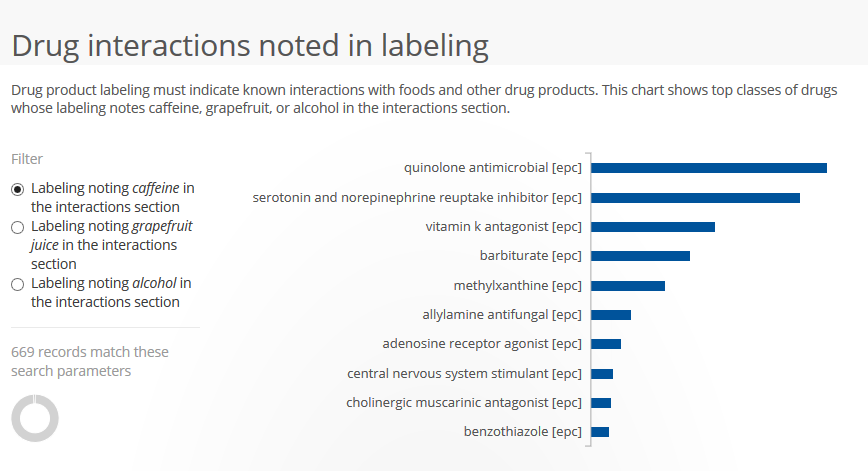 Drug interactions noted in labeling
Drug product labeling must indicate known interactions with foods and other drug products. This chart shows top classes of drugs
whose labeling notes caffeine, grapefruit, or alcohol in the interactions section.
Filter
Labeling noting caffeine in
the interactions section
Labeling noting grapefruit
juice in the interactions
section
Labeling noting alcohol in
the interactions section
669 records match these
search parameters
quinolone antimicrobial [epc]
serotonin and norepinephrine reuptake inhibitor [epc]
vitamin k antagonist [epc]
barbiturate [epc]
methylxanthine [epc]
allylamine antifungal [epc]
adenosine receptor agonist [epc]
central nervous system stimulant [epc]
cholinergic muscarinic antagonist [epc]
benzothiazole [epc]